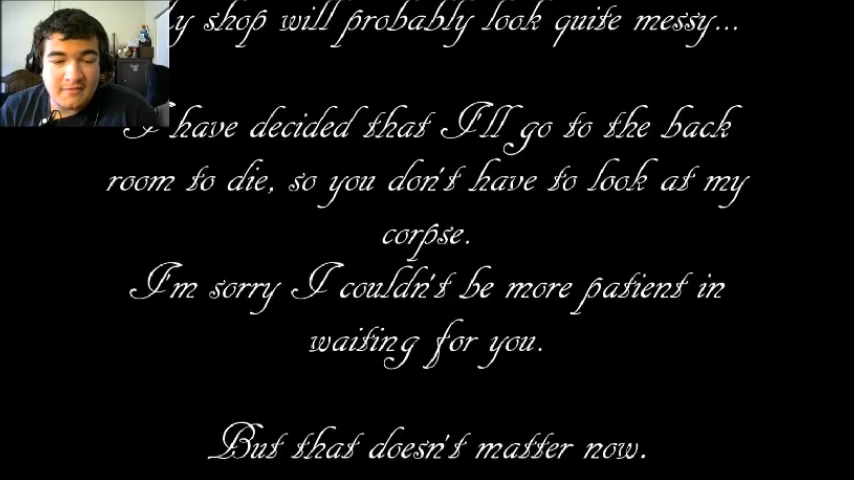 y shop will probably look quite messy...
I have decided that I'll go to the back
room to die, so you don't have to look at my
corpse.
I'm sorry I couldn't be more patient in
waiting for you.
But that doesn't matter now.